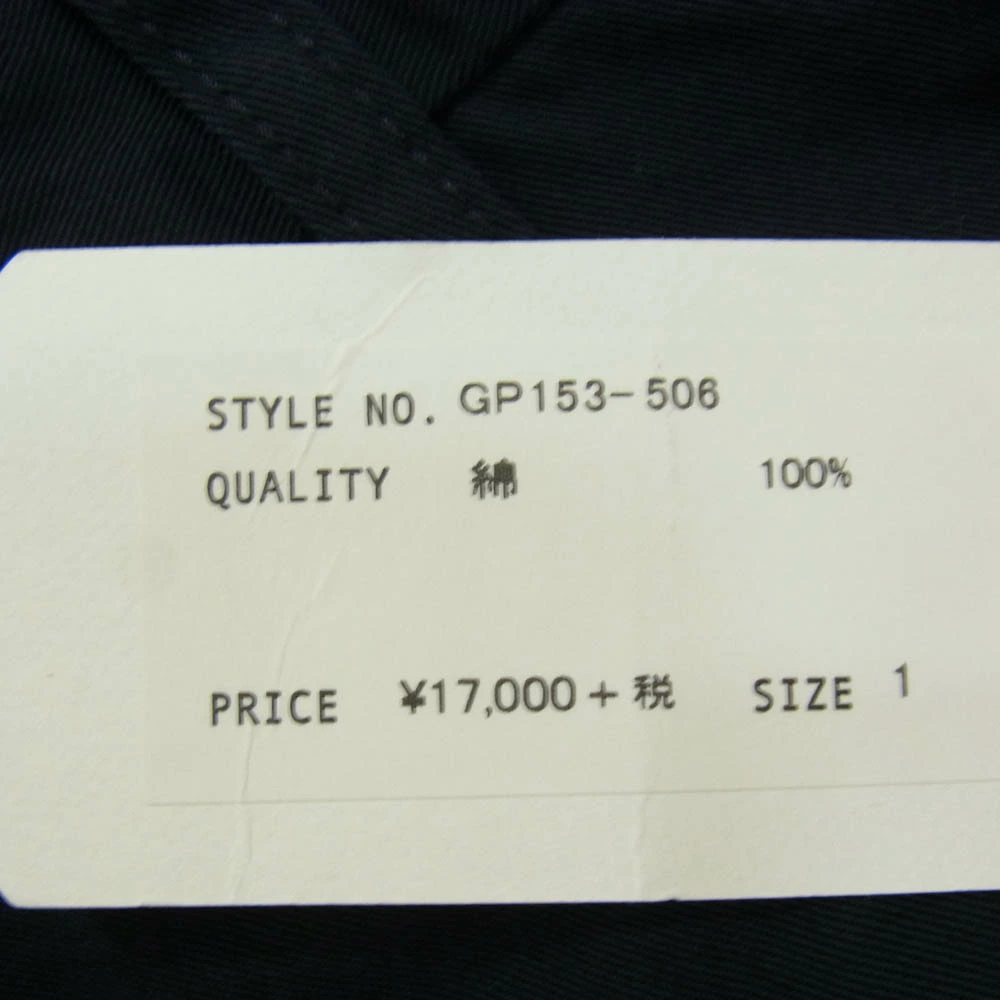 STYLE NO. GP153-506
QUALITY 綿 100%
PRICE ¥17,000+税 SIZE 1